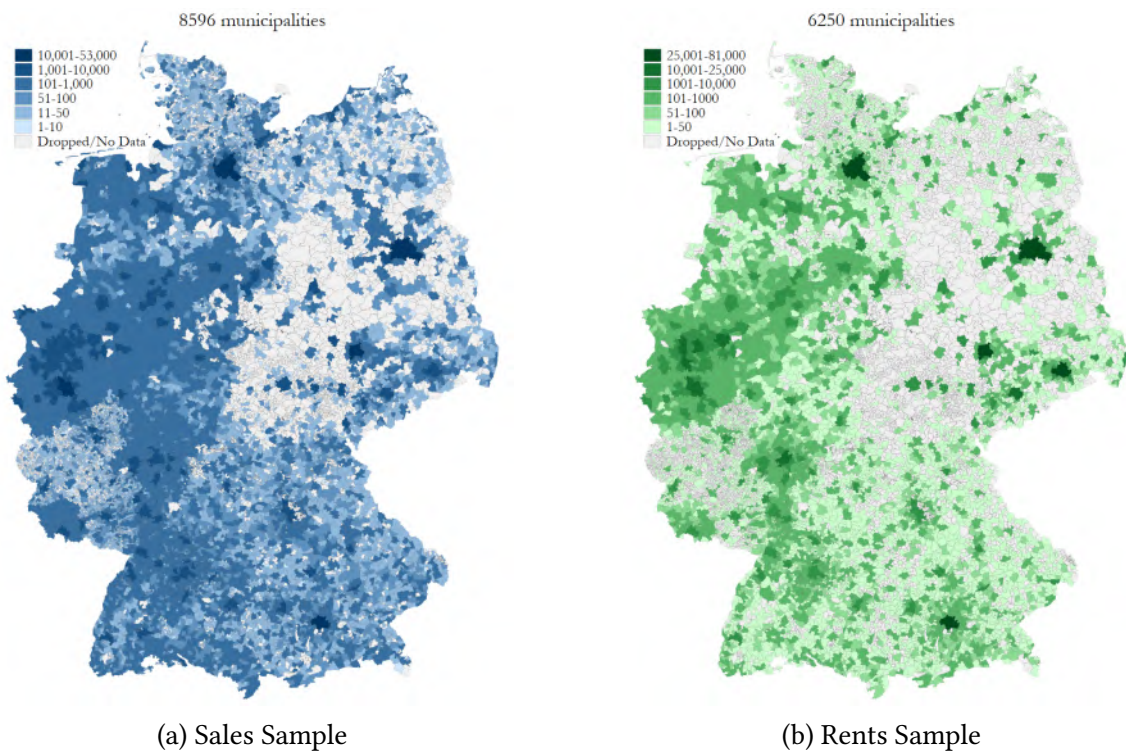 8596 municipalities
10,001-53,000
1,001-10,000
101-1,000
51-100
11-50
1-10
Dropped/No Data
(a) Sales Sample
6250 municipalities
25,001-81,000
10,001-25,000
1001-10,000
101-1000
51-100
1-50
Dropped/No Data
(b) Rents Sample